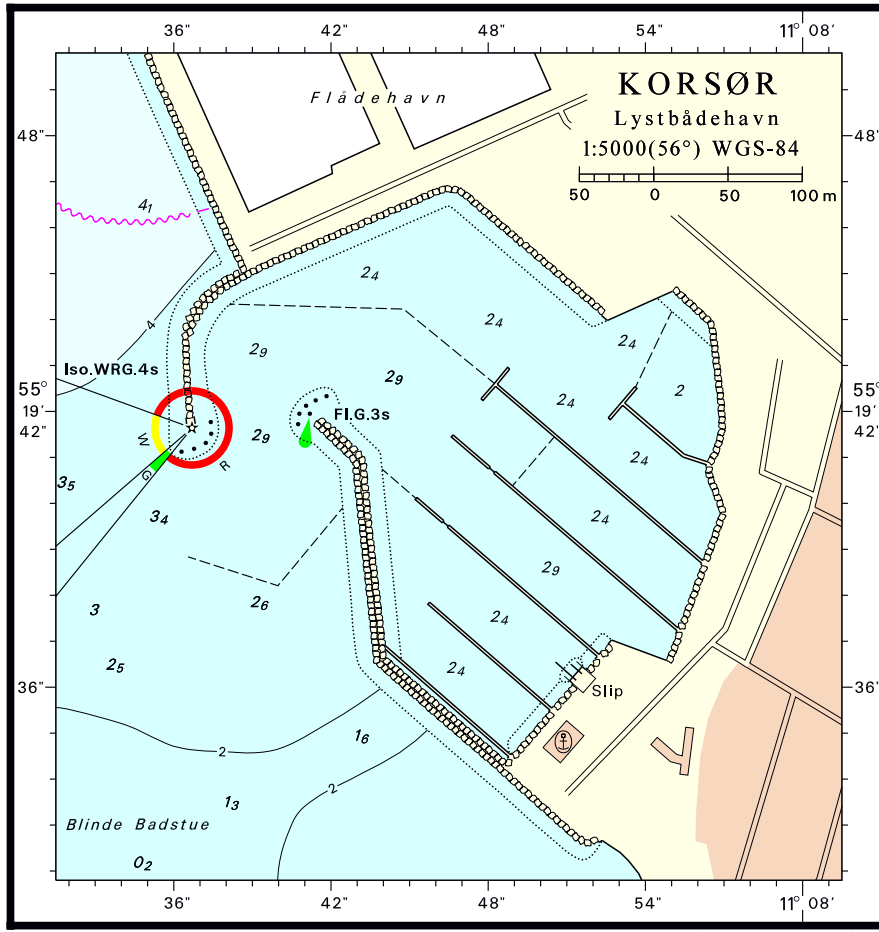 36" 48" 54" 11° 08'
42"
KORSØR
Lystbådehavn
1:5000(56°) WGS-84
50 0 50 100 m
Flådehavn
48" 48"
4₁
2₄
2₄
4
2₄
2₉
Iso.WRG.4s
2₉
2
55° 55°
19' 19'
42" 42"
Fl.G.3s
2₄
2₉
W
G
R
2₄
3₅
3₄
2₄
2₉
2₆
3
2₄
2₅
2₄
36" 36"
Slip
1₆
2
2
1₃
Blinde Badstue
0₂
36" 42" 48" 54" 11° 08'